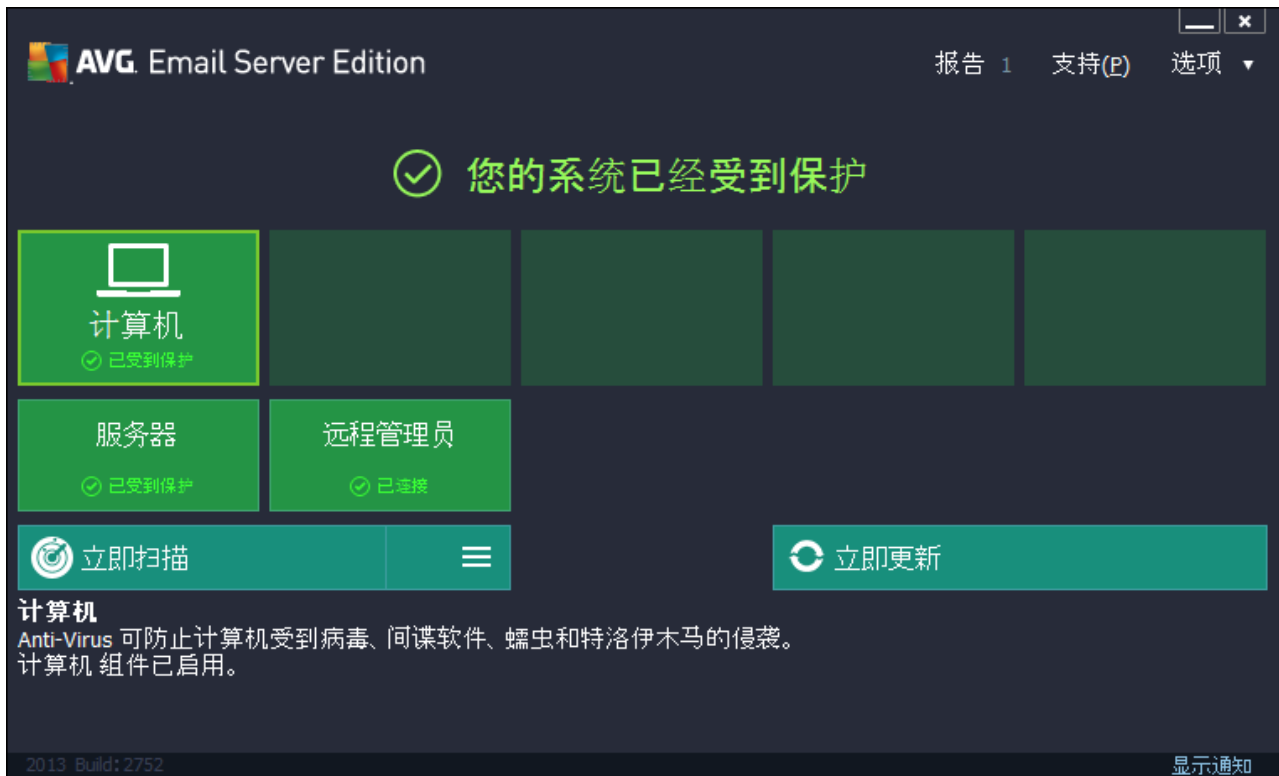 AVG. Email Server Edition
报告 1 支持(P) 选项
您的系统已经受到保护
计算机
已受到保护
服务器
已受到保护
远程管理员
已连接
立即扫描
立即更新
计算机
Anti-Virus 可防止计算机受到病毒、间谍软件、蠕虫和特洛伊木马的侵袭。
计算机 组件已启用。
2013 Build:2752
显示通知